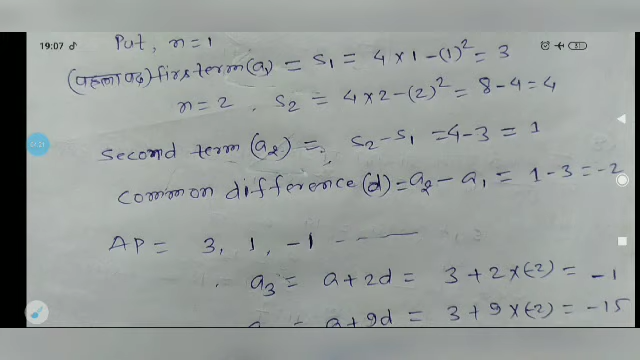 19:07
Put, n=1
(पहला पद) first term (a₁) = S₁ = 4×1-(1)² = 3
n=2, S₂ = 4×2-(2)² = 8-4=4
second term (a₂) = S₂-S₁ = 4-3 = 1
common difference (d) = a₂-a₁ = 1-3 = -2
AP = 3, 1, -1 -----
a₃ = a+2d = 3+2×(-2) = -1
= a+9d = 3+9×(-2) = -15